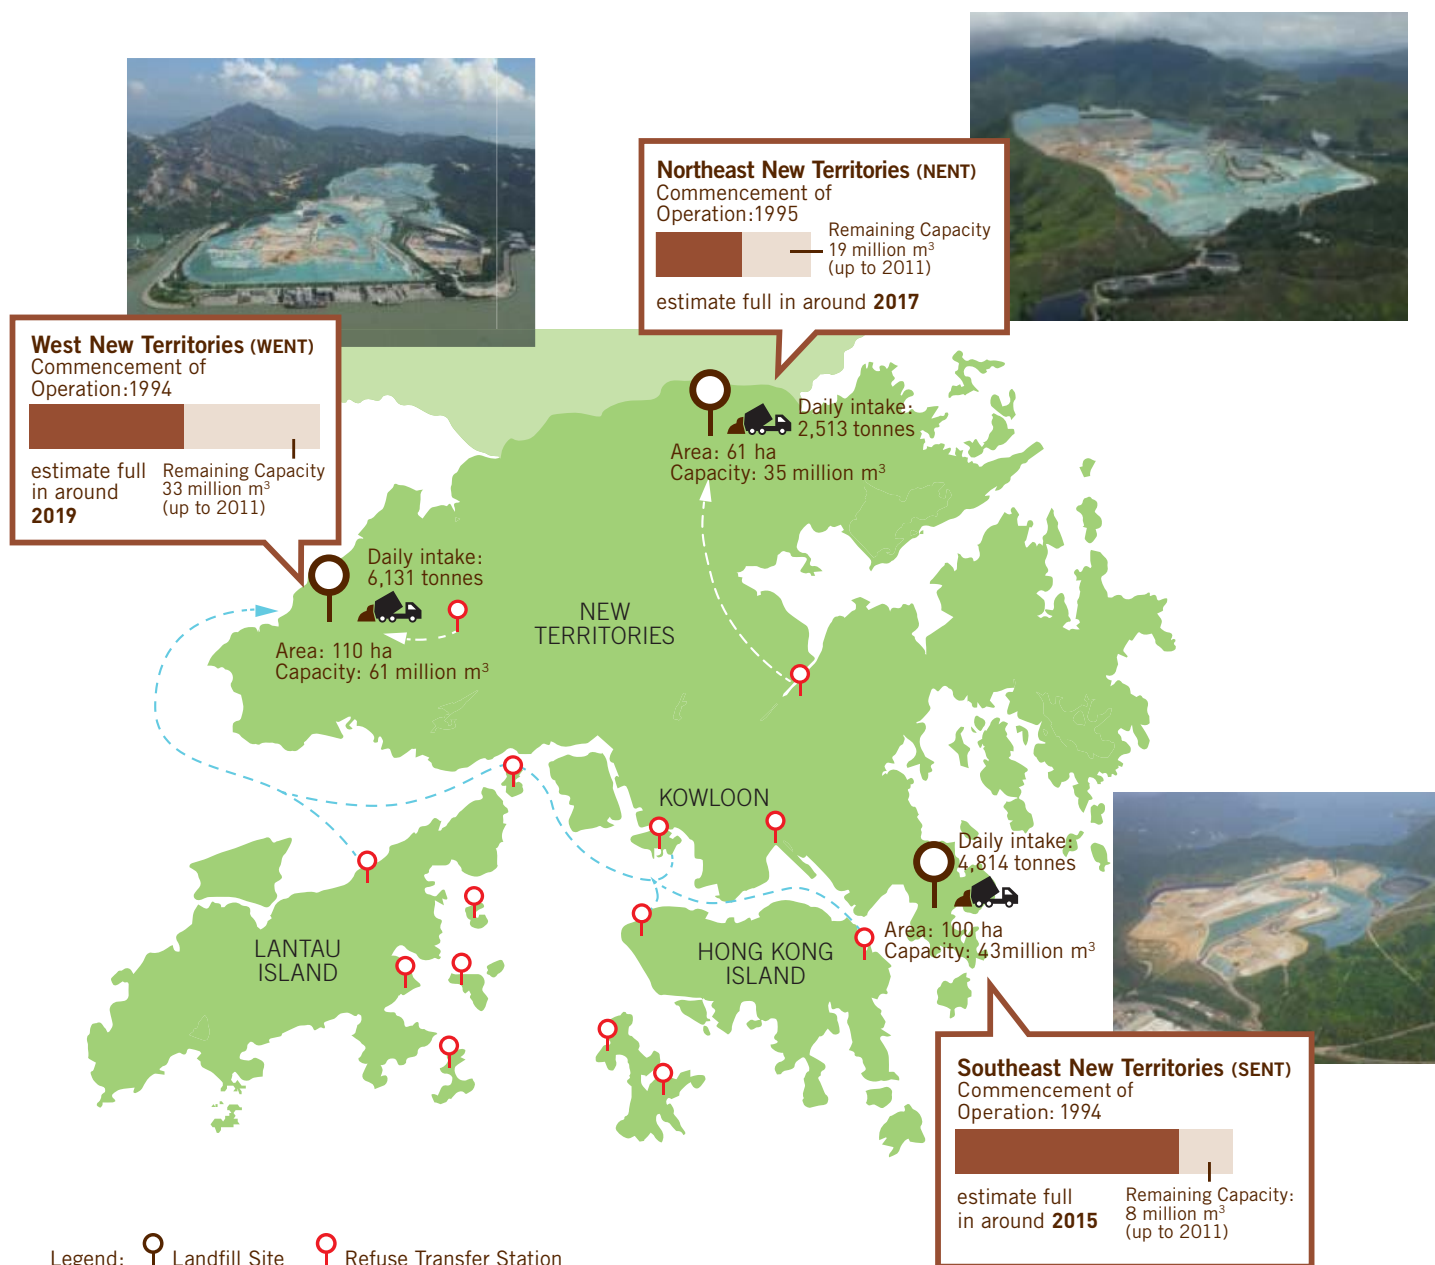 Northeast New Territories (NENT)
Commencement of
Operation:1995
Remaining Capacity
19 million m³
(up to 2011)
estimate full in around 2017
West New Territories (WENT)
Commencement of
Operation:1994
estimate full
in around
2019
Remaining Capacity
33 million m³
(up to 2011)
Daily intake:
2,513 tonnes
Area: 61 ha
Capacity: 35 million m³
Daily intake:
6,131 tonnes
Area: 110 ha
Capacity: 61 million m³
NEW
TERRITORIES
KOWLOON
Daily intake:
4,814 tonnes
Area: 100 ha
Capacity: 43million m³
LANTAU
ISLAND
HONG KONG
ISLAND
Southeast New Territories (SENT)
Commencement of
Operation: 1994
estimate full
in around 2015
Remaining Capacity:
8 million m³
(up to 2011)
Legend: Landfill Site Refuse Transfer Station